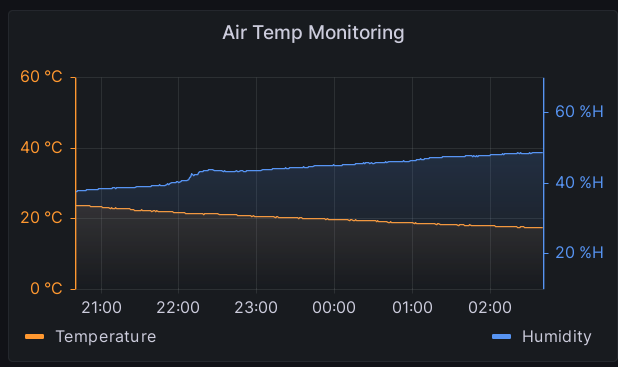 Air Temp Monitoring
60 °C
40 °C
20 °C
0 °C
60 %H
40 %H
20 %H
21:00 22:00 23:00 00:00 01:00 02:00
Temperature Humidity